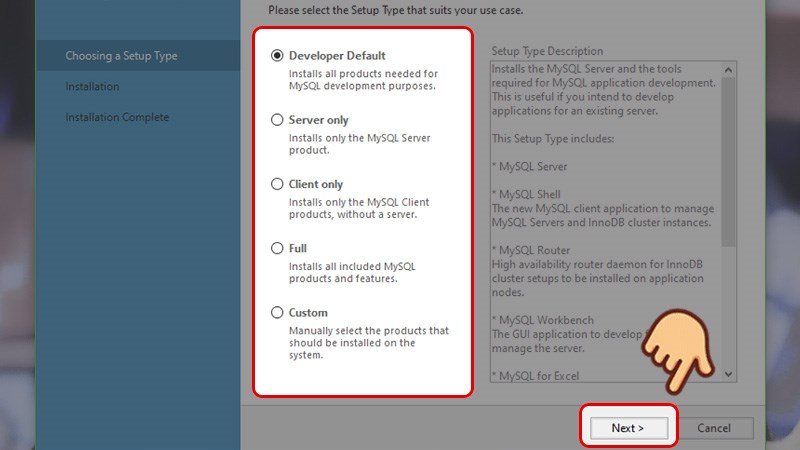 Please select the Setup Type that suits your use case.
Choosing a Setup Type
Installation
Installation Complete
Developer Default
Installs all products needed for
MySQL development purposes.
Server only
Installs only the MySQL Server
product.
Client only
Installs only the MySQL Client
products, without a server.
Full
Installs all included MySQL
products and features.
Custom
Manually select the products that
should be installed on the
system.
Setup Type Description
Installs the MySQL Server and the tools
required for MySQL application development.
This is useful if you intend to develop
applications for an existing server.
This Setup Type includes:
* MySQL Server
* MySQL Shell
The new MySQL client application to manage
MySQL Servers and InnoDB cluster instances.
* MySQL Router
High availability router daemon for InnoDB
cluster setups to be installed on application
nodes.
* MySQL Workbench
The GUI application to develop
manage the server.
* MySQL for Excel
Next >
Cancel